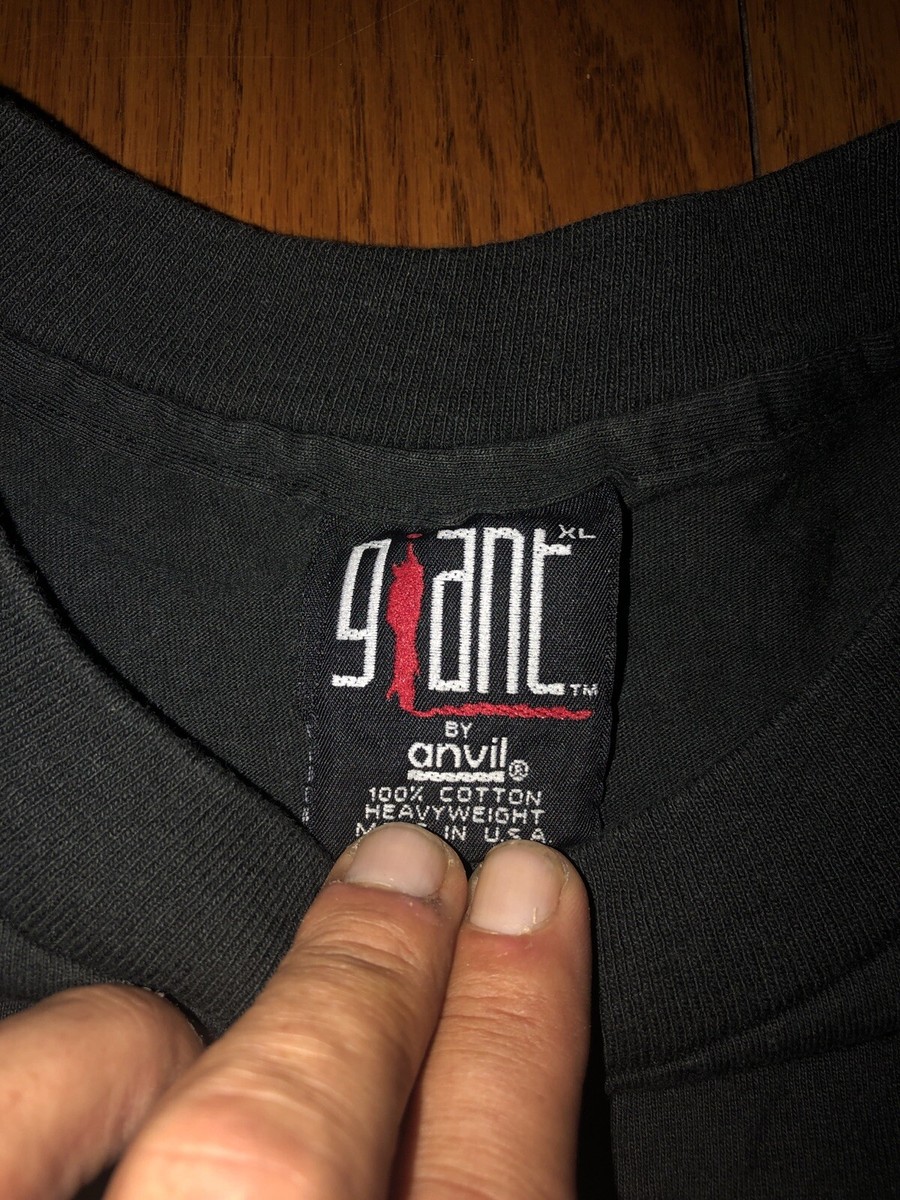 giant XL
TM
BY
anvil ®
100% COTTON
HEAVYWEIGHT
IN U.S.A.